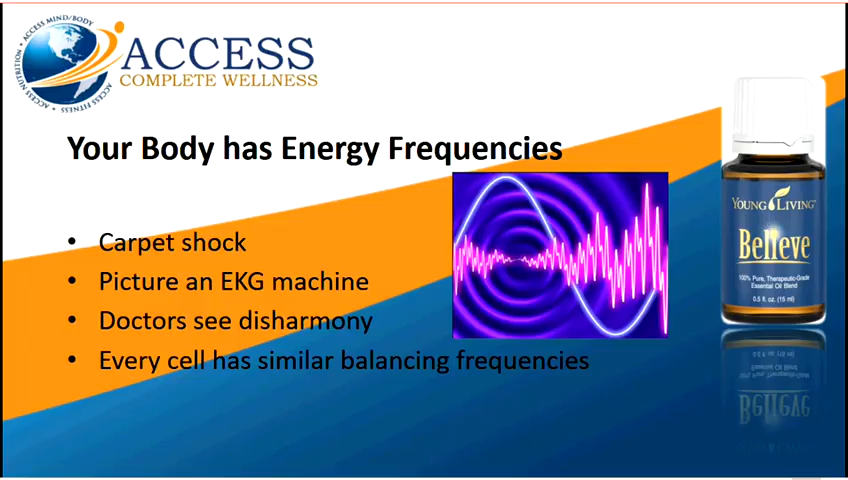 ACCESS MIND/BODY
ACCESS NUTRITION
ACCESS FITNESS
ACCESS
COMPLETE WELLNESS
Your Body has Energy Frequencies
• Carpet shock
• Picture an EKG machine
• Doctors see disharmony
• Every cell has similar balancing frequencies
YOUNG LIVING™
Believe
100% Pure, Therapeutic-Grade
Essential Oil Blend
0.5 fl. oz. (15 ml)